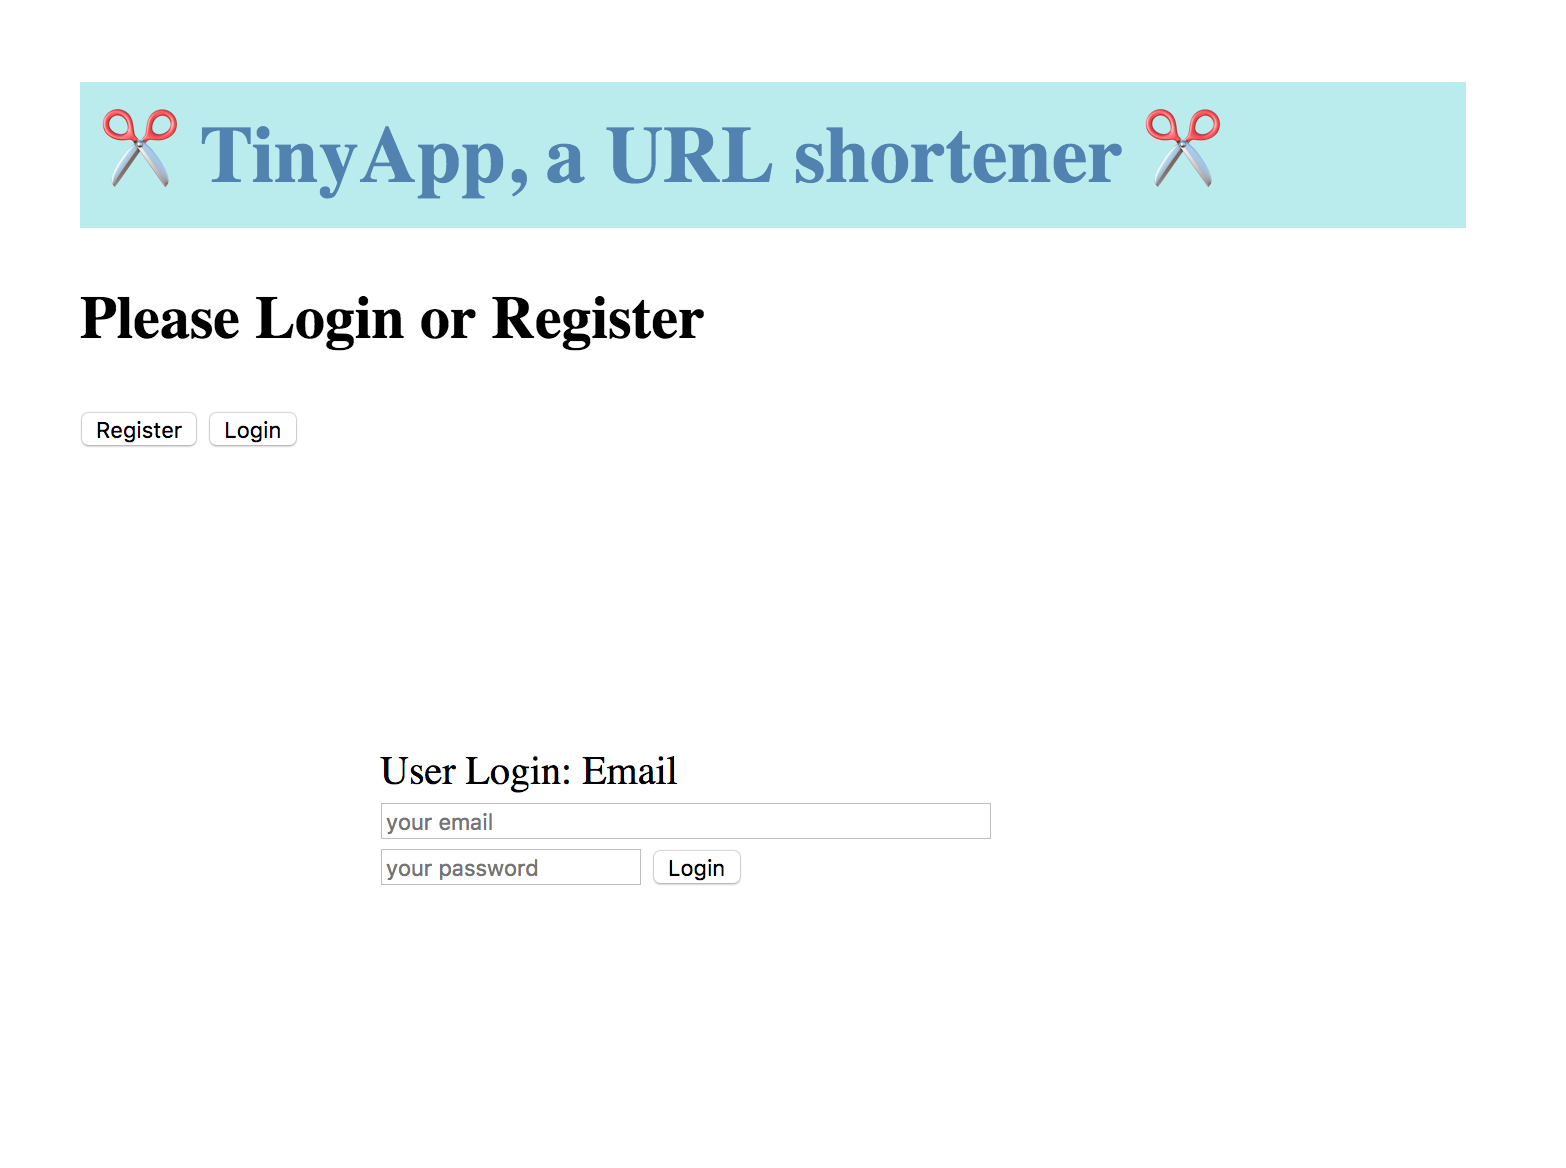 ✂️ TinyApp, a URL shortener ✂️
Please Login or Register
Register Login
User Login: Email
your email
your password Login